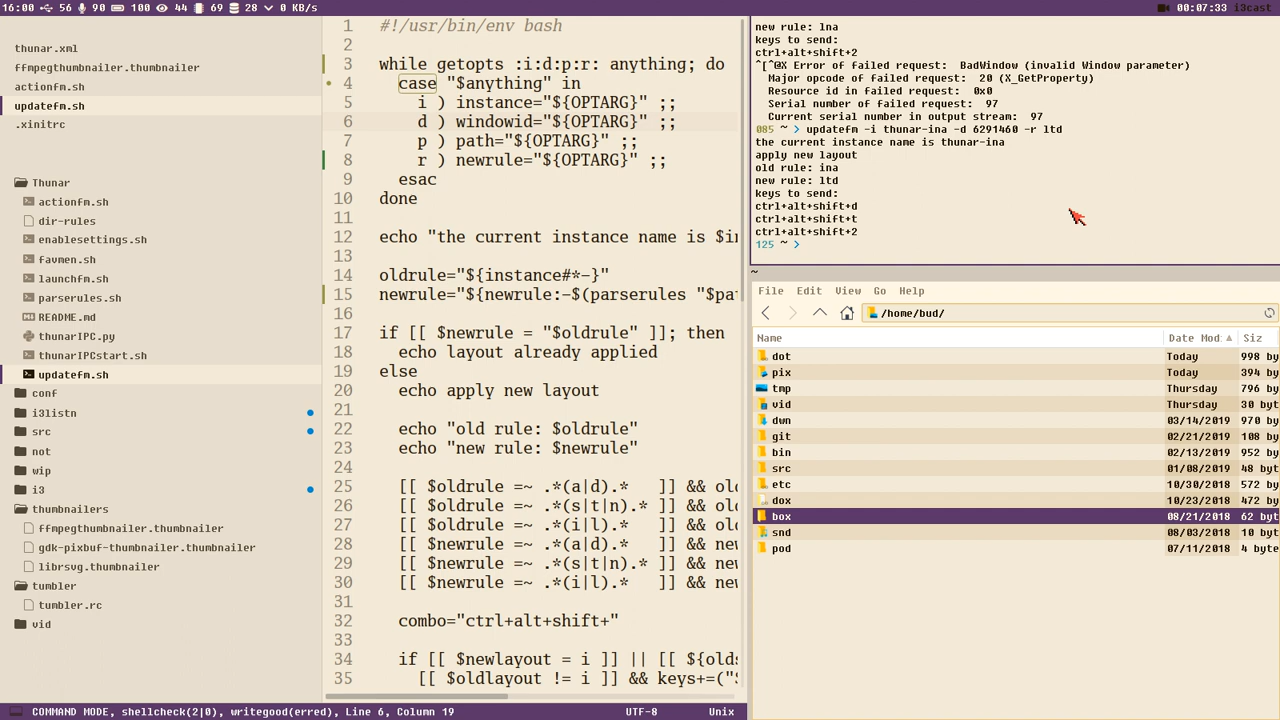 16:00 56 90 100 44 69 28 0 KB/s
00:07:33 i3cast
thunar.xml
ffmpegthumbnailer.thumbnailer
actionfm.sh
updatefm.sh
.xinitrc
Thunar
actionfm.sh
dir-rules
enablesettings.sh
favmen.sh
launchfm.sh
parserules.sh
README.md
thunarIPC.py
thunarIPCstart.sh
updatefm.sh
conf
i3listn
src
not
wip
i3
thumbnailers
ffmpegthumbnailer.thumbnailer
gdk-pixbuf-thumbnailer.thumbnailer
librsvg.thumbnailer
tumbler
tumbler.rc
vid
1 #!/usr/bin/env bash
2
3 while getopts :i:d:p:r: anything; do
4 case "$anything" in
5 i ) instance="${OPTARG}" ;;
6 d ) windowid="${OPTARG}" ;;
7 p ) path="${OPTARG}" ;;
8 r ) newrule="${OPTARG}" ;;
9 esac
10 done
11
12 echo "the current instance name is $in
13
14 oldrule="${instance#*-}"
15 newrule="${newrule:-$(parserules "$pa
16
17 if [[ $newrule = "$oldrule" ]]; then
18 echo layout already applied
19 else
20 echo apply new layout
21
22 echo "old rule: $oldrule"
23 echo "new rule: $newrule"
24
25 [[ $oldrule =~ .*(a|d).* ]] && old
26 [[ $oldrule =~ .*(s|t|n).* ]] && old
27 [[ $oldrule =~ .*(i|l).* ]] && old
28 [[ $newrule =~ .*(a|d).* ]] && new
29 [[ $newrule =~ .*(s|t|n).* ]] && new
30 [[ $newrule =~ .*(i|l).* ]] && new
31
32 combo="ctrl+alt+shift+"
33
34 if [[ $newlayout = i ]] || [[ ${olds
35 [[ $oldlayout != i ]] && keys+=("$
new rule: lna
keys to send:
ctrl+alt+shift+2
^[^@X Error of failed request: BadWindow (invalid Window parameter)
Major opcode of failed request: 20 (X_GetProperty)
Resource id in failed request: 0x0
Serial number of failed request: 97
Current serial number in output stream: 97
085 ~ > updatefm -i thunar-ina -d 6291460 -r ltd
the current instance name is thunar-ina
apply new layout
old rule: ina
new rule: ltd
keys to send:
ctrl+alt+shift+d
ctrl+alt+shift+t
ctrl+alt+shift+2
125 ~ >
~
File Edit View Go Help
/home/bud/
Name Date Mod: Siz
dot Today 998 by
pix Today 394 by
tmp Thursday 796 by
vid Thursday 30 byt
dwn 03/14/2019 970 by
git 02/21/2019 108 by
bin 02/13/2019 952 by
src 01/08/2019 48 byt
etc 10/30/2018 572 by
dox 10/23/2018 472 by
box 08/21/2018 62 byt
snd 08/03/2018 10 byt
pod 07/11/2018 4 byte
COMMAND MODE, shellcheck(2|0), writegood(erred), Line 6, Column 19 UTF-8 Unix